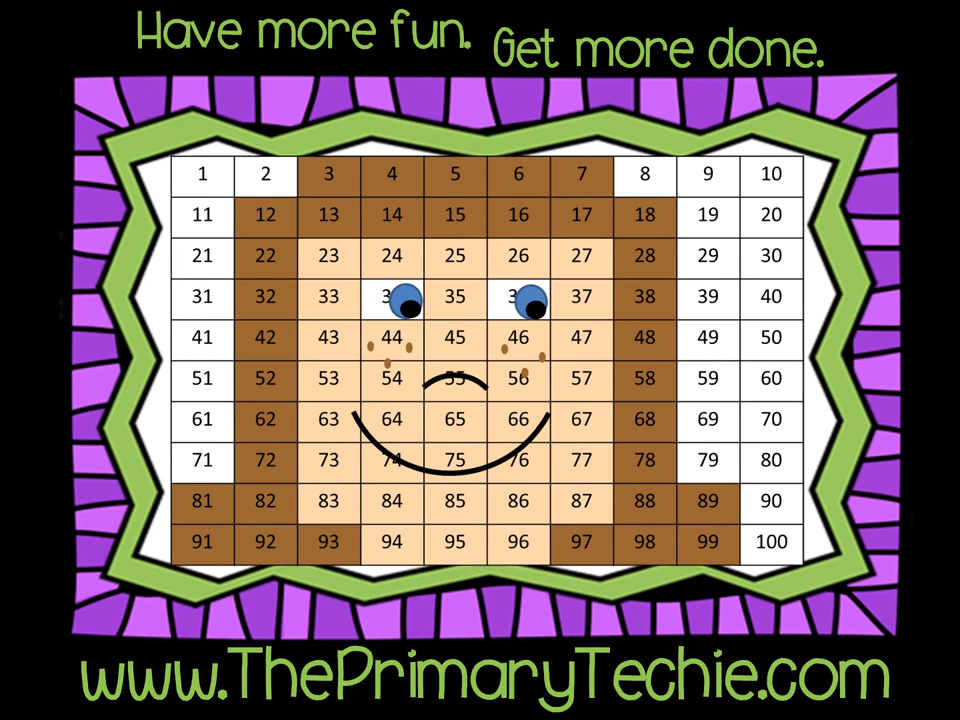 Have more fun. Get more done.
1 2 3 4 5 6 7 8 9 10
11 12 13 14 15 16 17 18 19 20
21 22 23 24 25 26 27 28 29 30
31 32 33 35 37 38 39 40
41 42 43 44 45 46 47 48 49 50
51 52 53 54 55 56 57 58 59 60
61 62 63 64 65 66 67 68 69 70
71 72 73 74 75 76 77 78 79 80
81 82 83 84 85 86 87 88 89 90
91 92 93 94 95 96 97 98 99 100
www.ThePrimaryTechie.com